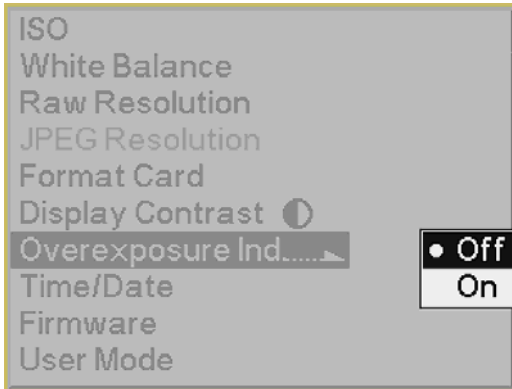 ISO
White Balance
Raw Resolution
JPEG Resolution
Format Card
Display Contrast
Overexposure Ind......
Off
Time/Date
On
Firmware
User Mode